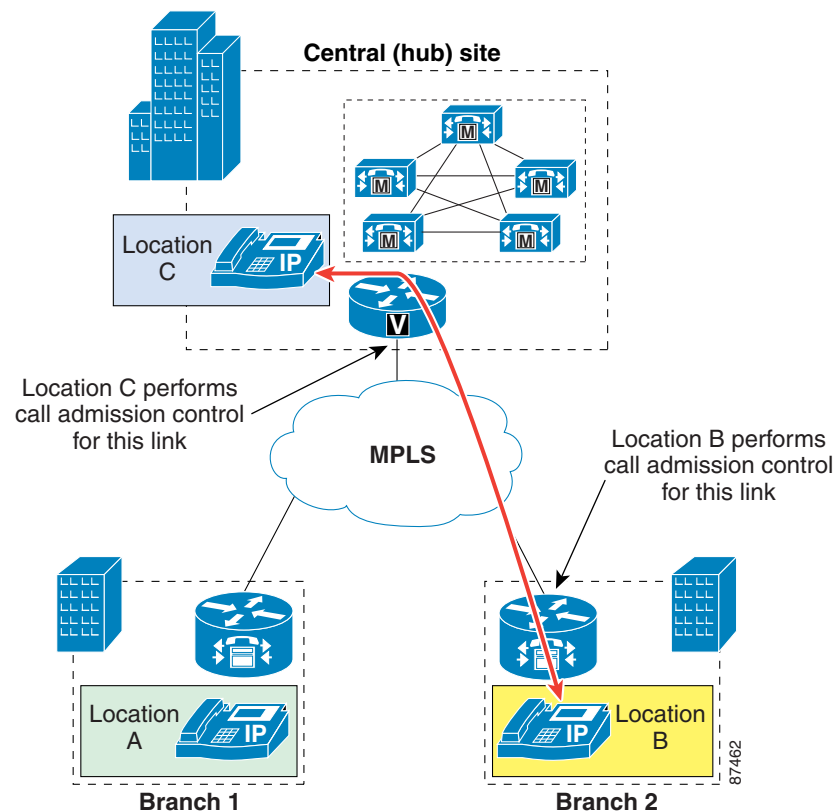 Central (hub) site
M
M
M
M
M
Location
C
IP
V
Location C performs
call admission control
for this link
MPLS
Location B performs
call admission control
for this link
Location
A
IP
IP
Location
B
87462
Branch 1
Branch 2